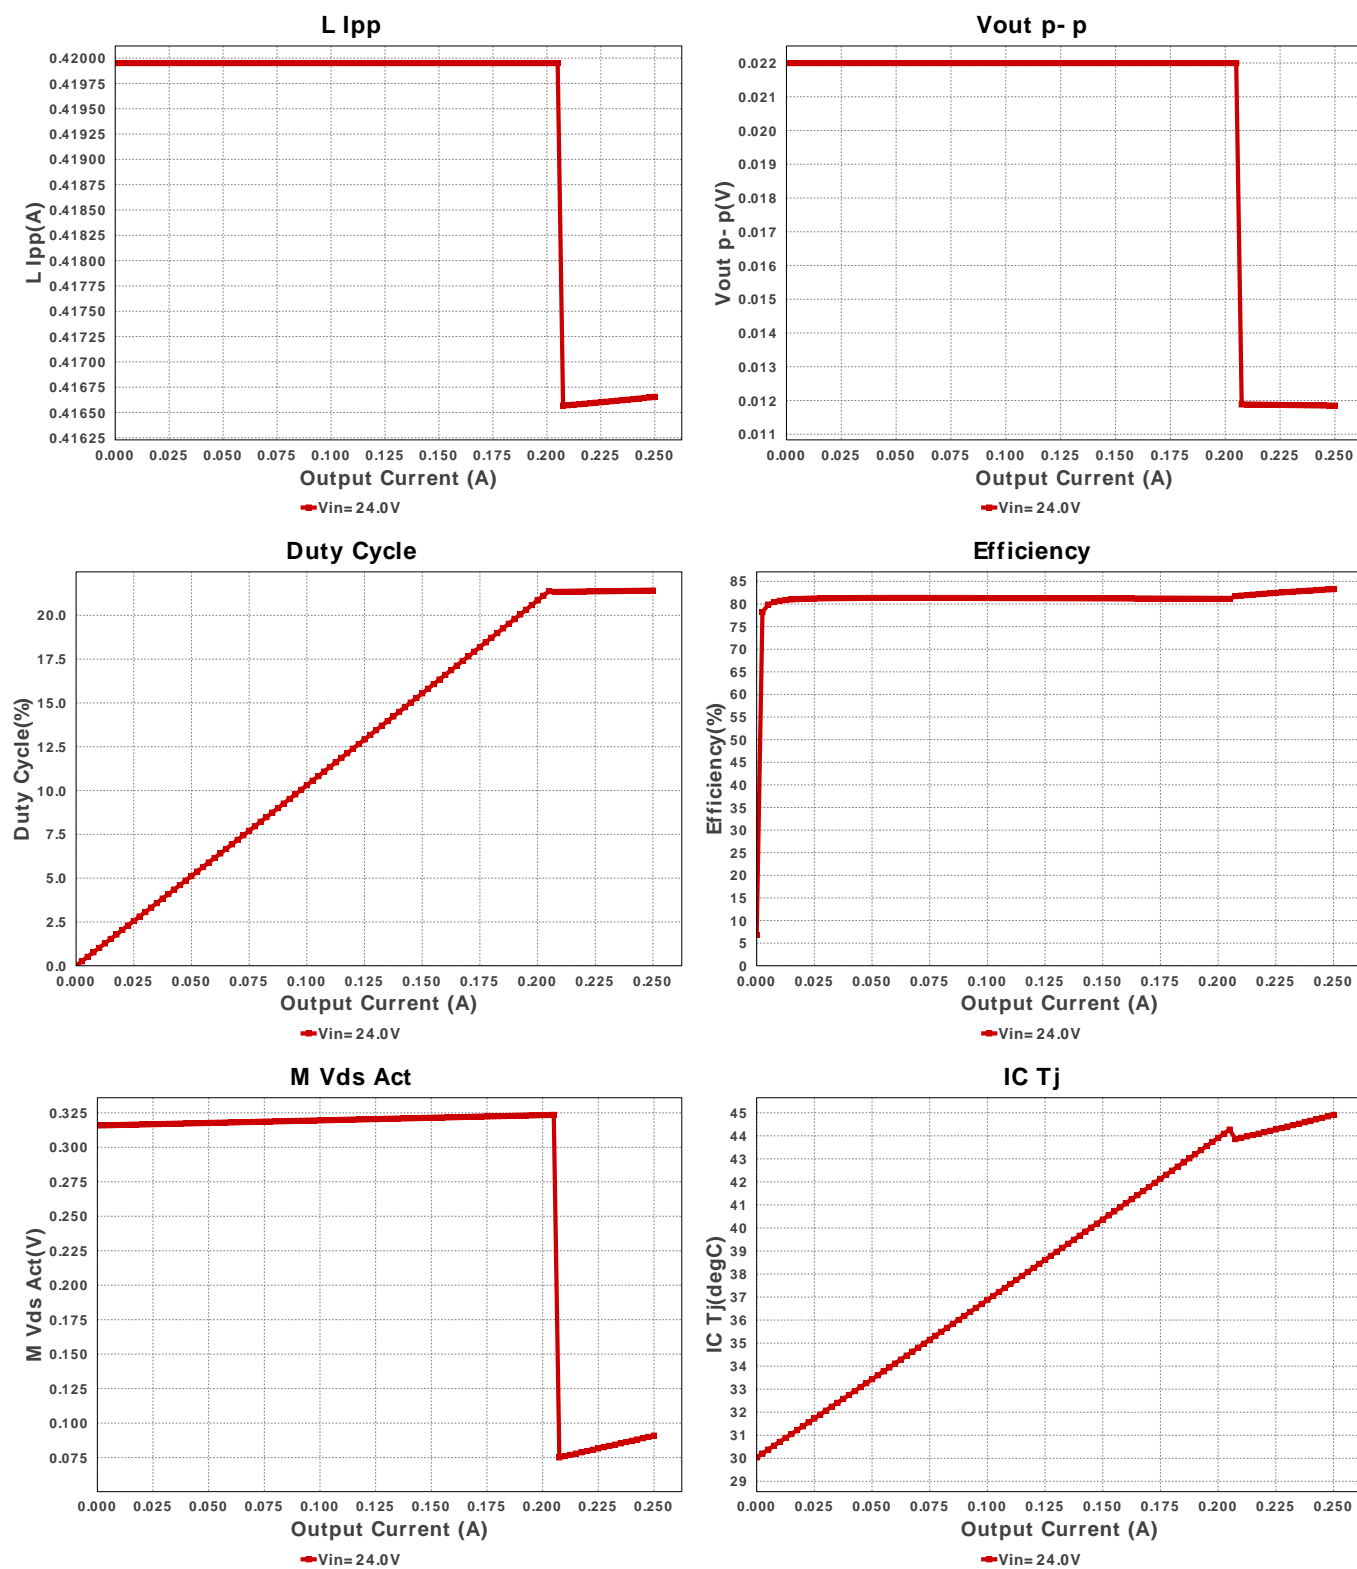 L Ipp
L Ipp(A)
0.42000
0.41975
0.41950
0.41925
0.41900
0.41875
0.41850
0.41825
0.41800
0.41775
0.41750
0.41725
0.41700
0.41675
0.41650
0.41625
0.000 0.025 0.050 0.075 0.100 0.125 0.150 0.175 0.200 0.225 0.250
Output Current (A)
Vin= 24.0V
Vout p- p
Vout p- p(V)
0.022
0.021
0.020
0.019
0.018
0.017
0.016
0.015
0.014
0.013
0.012
0.011
0.000 0.025 0.050 0.075 0.100 0.125 0.150 0.175 0.200 0.225 0.250
Output Current (A)
Vin= 24.0V
Duty Cycle
Duty Cycle(%)
20.0
17.5
15.0
12.5
10.0
7.5
5.0
2.5
0.0
0.000 0.025 0.050 0.075 0.100 0.125 0.150 0.175 0.200 0.225 0.250
Output Current (A)
Vin= 24.0V
Efficiency
Efficiency(%)
85
80
75
70
65
60
55
50
45
40
35
30
25
20
15
10
5
0
0.000 0.025 0.050 0.075 0.100 0.125 0.150 0.175 0.200 0.225 0.250
Output Current (A)
Vin= 24.0V
M Vds Act
M Vds Act(V)
0.325
0.300
0.275
0.250
0.225
0.200
0.175
0.150
0.125
0.100
0.075
0.000 0.025 0.050 0.075 0.100 0.125 0.150 0.175 0.200 0.225 0.250
Output Current (A)
Vin= 24.0V
IC Tj
IC Tj(degC)
45
44
43
42
41
40
39
38
37
36
35
34
33
32
31
30
29
0.000 0.025 0.050 0.075 0.100 0.125 0.150 0.175 0.200 0.225 0.250
Output Current (A)
Vin= 24.0V